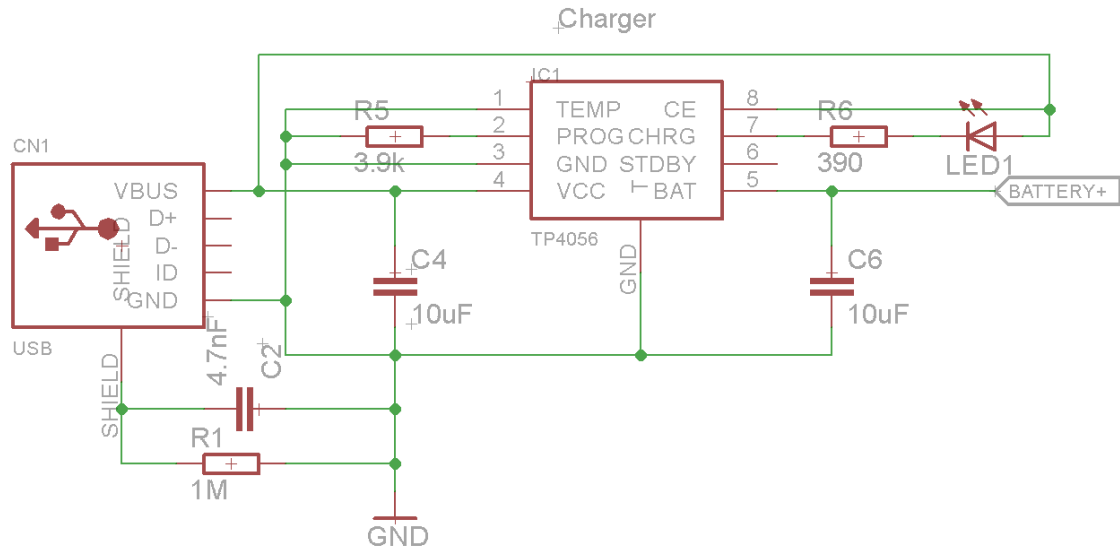 Charger
IC1
1
TEMP
CE
8
R5
2
PROG
CHRG
7
R6
3.9k
3
GND
STDBY
6
390
LED1
4
VCC
BAT
5
BATTERY+
TP4056
GND
CN1
VBUS
D+
D-
ID
GND
SHIELD
USB
SHIELD
C4
10uF
C6
10uF
4.7nF
C2
R1
1M
GND